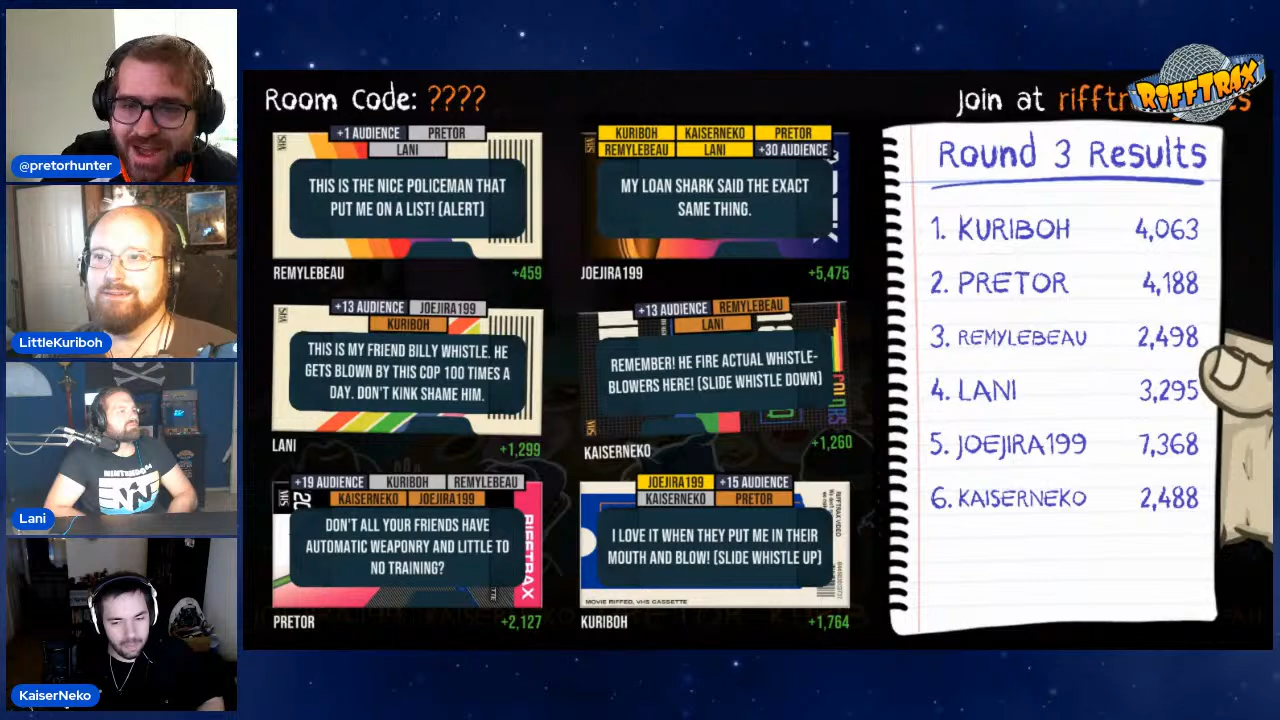 Room Code: ????
Join at rifftr
RIFFTRAX
@pretorhunter
LittleKuriboh
Lani
KaiserNeko
+1 AUDIENCE PRETOR
LANI
THIS IS THE NICE POLICEMAN THAT
PUT ME ON A LIST! (ALERT)
REMYLEBEAU +459
KURIBOH KAISERNEKO PRETOR
REMYLEBEAU LANI +30 AUDIENCE
MY LOAN SHARK SAID THE EXACT
SAME THING.
JOEJIRA199 +5,475
+13 AUDIENCE JOEJIRA199
KURIBOH
THIS IS MY FRIEND BILLY WHISTLE. HE
GETS BLOWN BY THIS COP 100 TIMES A
DAY. DON'T KINK SHAME HIM.
LANI +1,299
+13 AUDIENCE REMYLEBEAU
LANI
REMEMBER! HE FIRE ACTUAL WHISTLE-
BLOWERS HERE! (SLIDE WHISTLE DOWN)
KAISERNEKO +1,260
+19 AUDIENCE KURIBOH REMYLEBEAU
KAISERNEKO JOEJIRA199
DON'T ALL YOUR FRIENDS HAVE
AUTOMATIC WEAPONRY AND LITTLE TO
NO TRAINING?
RIFFTRAX
PRETOR +2,127
JOEJIRA199 +15 AUDIENCE
KAISERNEKO PRETOR
I LOVE IT WHEN THEY PUT ME IN THEIR
MOUTH AND BLOW! (SLIDE WHISTLE UP)
MOVIE RIFFED, VHS CASSETTE
KURIBOH +1,764
Round 3 Results
1. KURIBOH 4,063
2. PRETOR 4,188
3. REMYLEBEAU 2,498
4. LANI 3,295
5. JOEJIRA199 7,368
6. KAISERNEKO 2,488